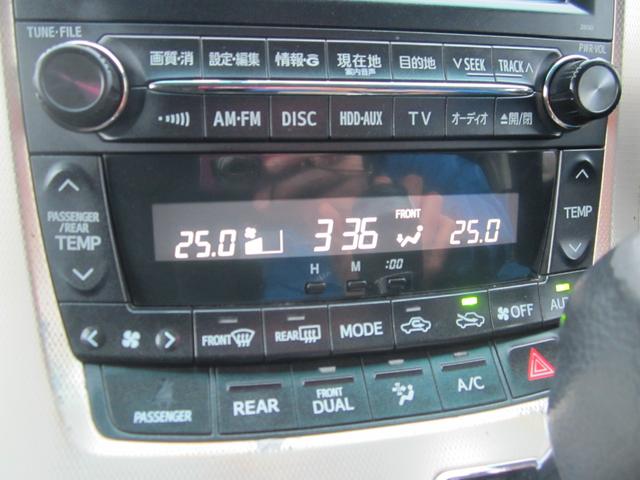 TUNE・FILE
PWR・VOL
画質・消 設定・編集 情報・G 現在地 目的地 ∨SEEK TRACK∧
案内音声
AM・FM DISC HDD・AUX TV オーディオ ≜開/閉
PASSENGER
/REAR
TEMP
TEMP
FRONT
25.0 3 36 25.0
H M :00
FRONT REAR MODE OFF
PASSENGER REAR FRONT DUAL A/C